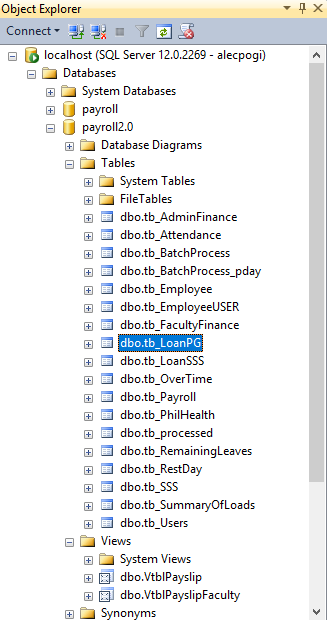 Object Explorer
Connect
localhost (SQL Server 12.0.2269 - alecpogi)
Databases
System Databases
payroll
payroll2.0
Database Diagrams
Tables
System Tables
FileTables
dbo.tb_AdminFinance
dbo.tb_Attendance
dbo.tb_BatchProcess
dbo.tb_BatchProcess_pday
dbo.tb_Employee
dbo.tb_EmployeeUSER
dbo.tb_FacultyFinance
dbo.tb_LoanPG
dbo.tb_LoanSSS
dbo.tb_OverTime
dbo.tb_Payroll
dbo.tb_PhilHealth
dbo.tb_processed
dbo.tb_RemainingLeaves
dbo.tb_RestDay
dbo.tb_SSS
dbo.tb_SummaryOfLoads
dbo.tb_Users
Views
System Views
dbo.VtblPayslip
dbo.VtblPayslipFaculty
Synonyms